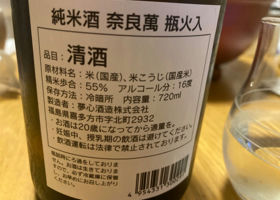 純米酒 奈良萬 瓶火入
品目：清酒
原材料名：米(国産)、米こうじ(国産米)
精米歩合：55％ アルコール分：16度
保存方法：冷暗所 内容量：720ml
製造者：夢心酒造株式会社
福島県喜多方市字北町2932
・お酒は20歳になってから適量を。
・妊娠中、授乳期の飲酒は避けてください。
・飲酒運転は法律で禁止されています。